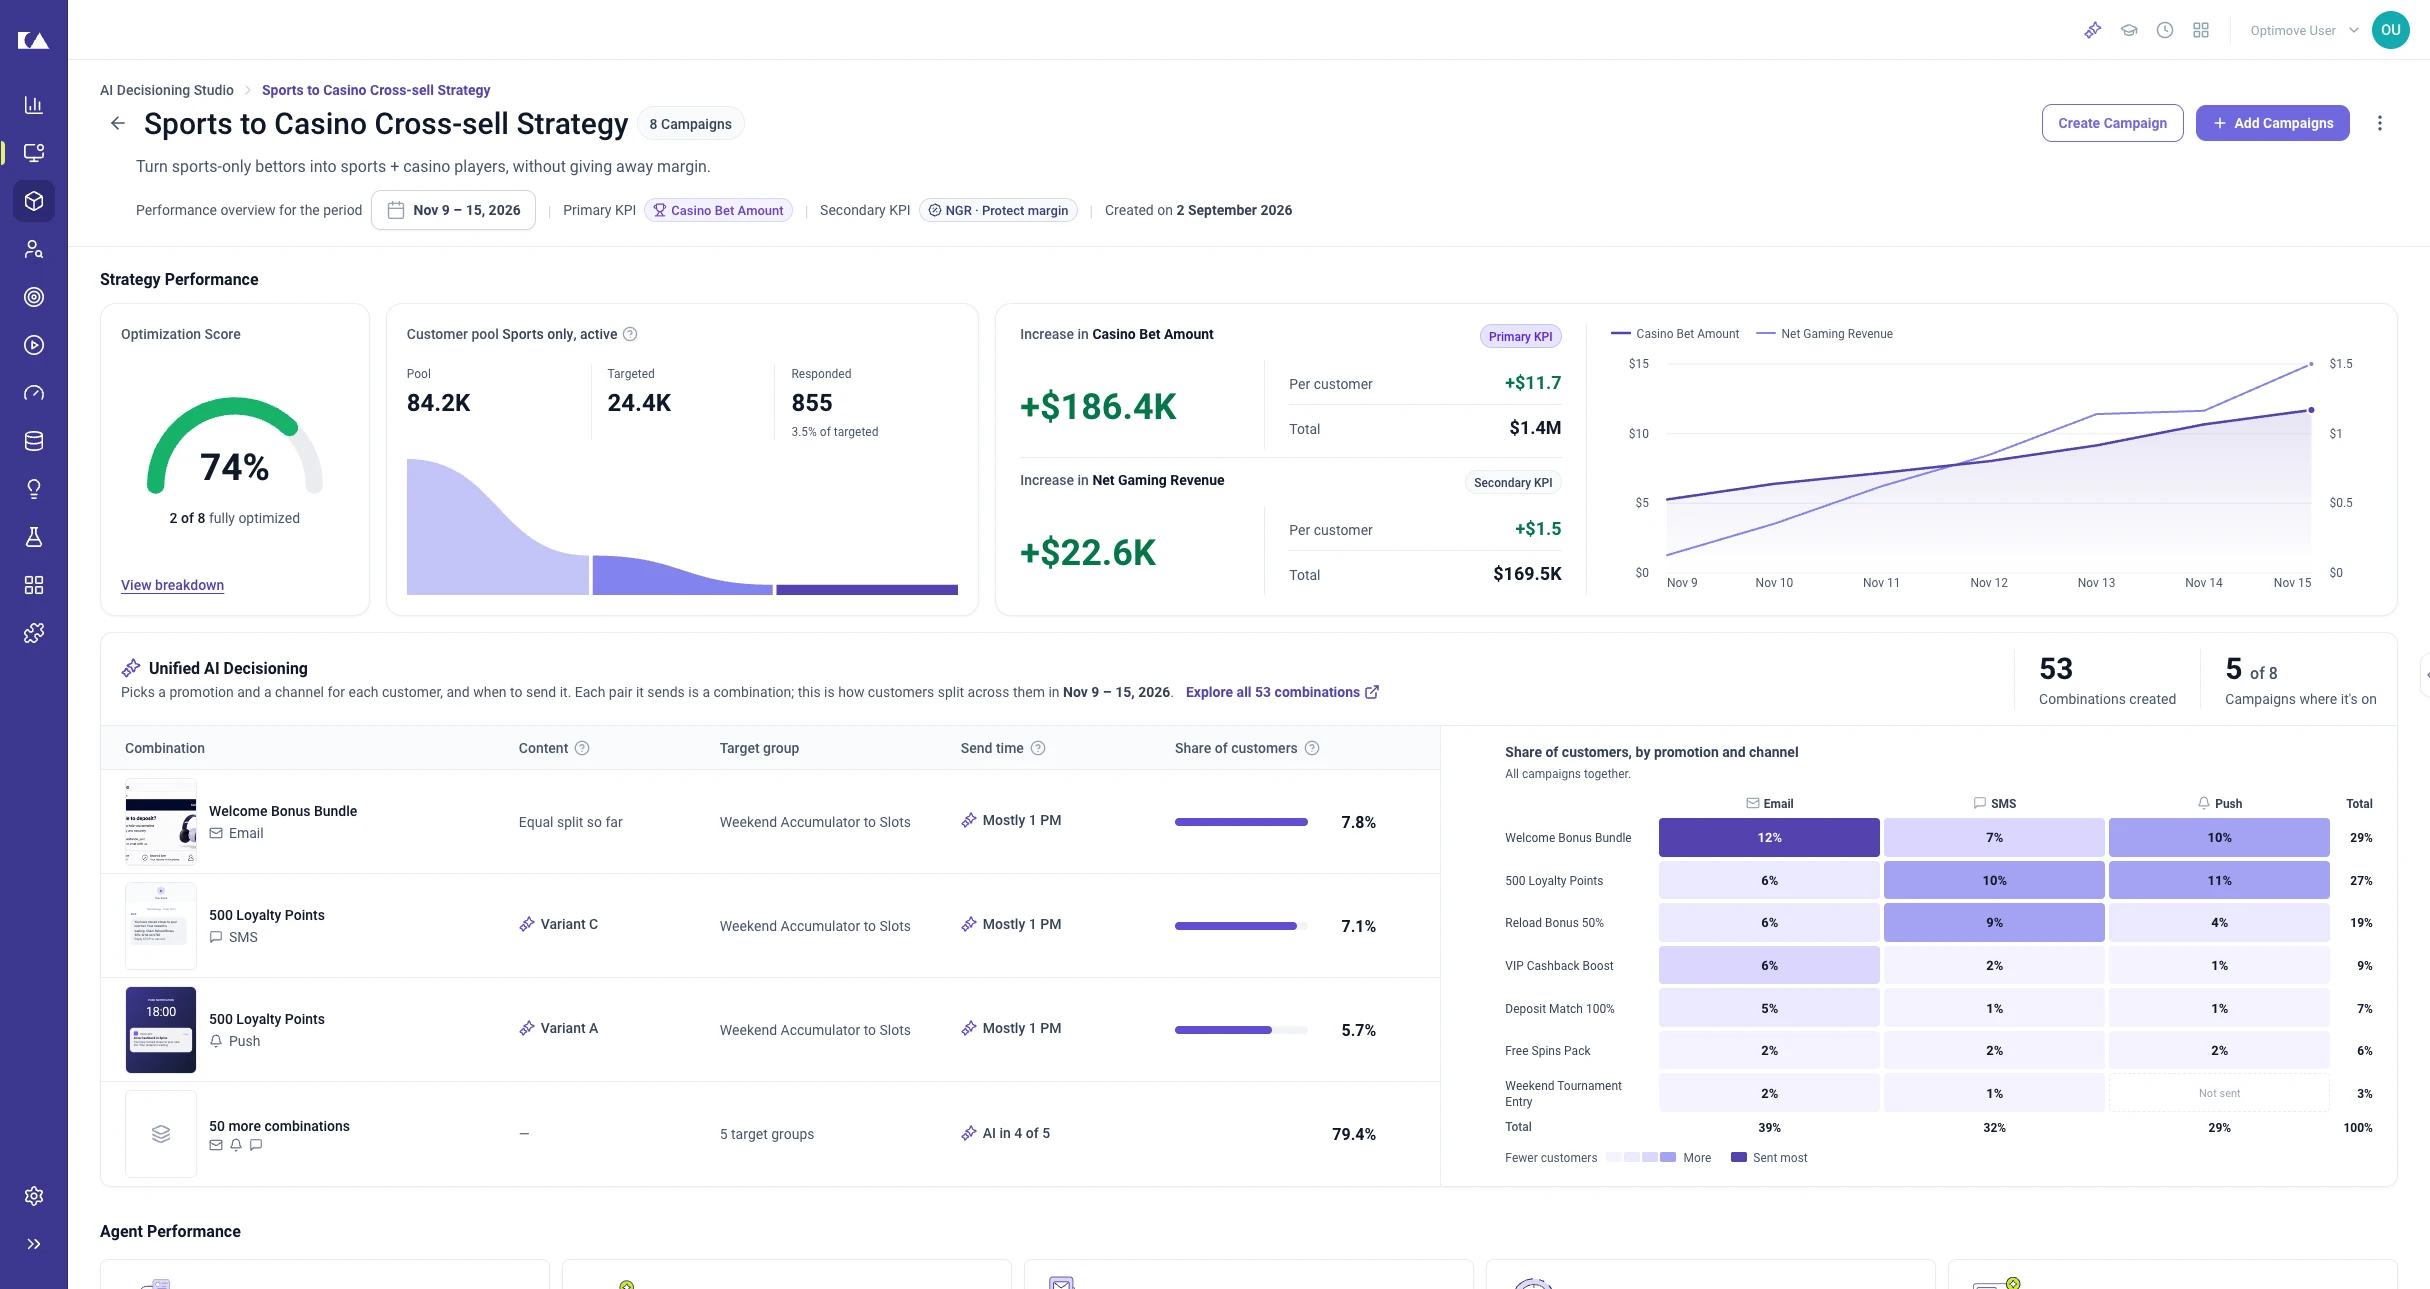 Optimove User
OU
AI Decisioning Studio
Sports to Casino Cross-sell Strategy
Sports to Casino Cross-sell Strategy
8 Campaigns
Create Campaign
Add Campaigns
Turn sports-only bettors into sports + casino players, without giving away margin.
Performance overview for the period
Nov 9 – 15, 2026
Primary KPI
Casino Bet Amount
Secondary KPI
NGR · Protect margin
Created on 2 September 2026
Strategy Performance
Optimization Score
74%
2 of 8 fully optimized
View breakdown
Customer pool Sports only, active
Pool
84.2K
Targeted
24.4K
Responded
855
3.5% of targeted
Increase in Casino Bet Amount
Primary KPI
+$186.4K
Per customer
+$11.7
Total
$1.4M
Increase in Net Gaming Revenue
Secondary KPI
+$22.6K
Per customer
+$1.5
Total
$169.5K
Casino Bet Amount
Net Gaming Revenue
$15
$10
$5
$0
$1.5
$1
$0.5
$0
Nov 9
Nov 10
Nov 11
Nov 12
Nov 13
Nov 14
Nov 15
Unified AI Decisioning
Picks a promotion and a channel for each customer, and when to send it. Each pair it sends is a combination; this is how customers split across them in Nov 9 – 15, 2026.
Explore all 53 combinations
53
Combinations created
5 of 8
Campaigns where it's on
Combination
Content
Target group
Send time
Share of customers
Welcome Bonus Bundle
Email
Equal split so far
Weekend Accumulator to Slots
Mostly 1 PM
7.8%
500 Loyalty Points
SMS
Variant C
Weekend Accumulator to Slots
Mostly 1 PM
7.1%
18:00
500 Loyalty Points
Push
Variant A
Weekend Accumulator to Slots
Mostly 1 PM
5.7%
50 more combinations
–
5 target groups
AI in 4 of 5
79.4%
Share of customers, by promotion and channel
All campaigns together.
Email
SMS
Push
Total
Welcome Bonus Bundle
12%
7%
10%
29%
500 Loyalty Points
6%
10%
11%
27%
Reload Bonus 50%
6%
9%
4%
19%
VIP Cashback Boost
6%
2%
1%
9%
Deposit Match 100%
5%
1%
1%
7%
Free Spins Pack
2%
2%
2%
6%
Weekend Tournament
Entry
2%
1%
Not sent
3%
Total
39%
32%
29%
100%
Fewer customers
More
Sent most
Agent Performance